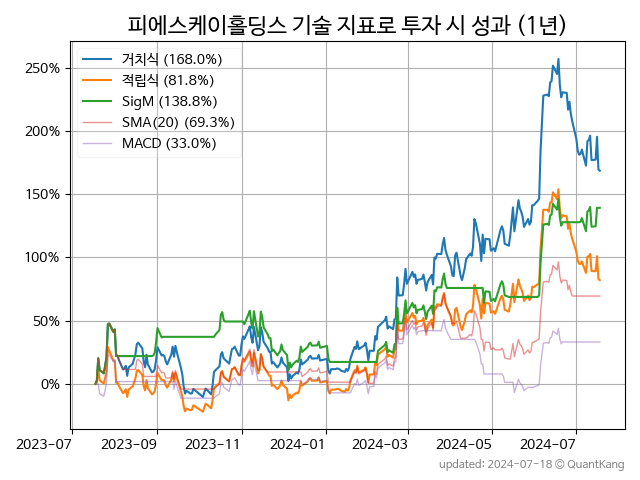 피에스케이홀딩스 기술 지표로 투자 시 성과 (1년)
거치식 (168.0%)
적립식 (81.8%)
SigM (138.8%)
SMA(20) (69.3%)
MACD (33.0%)
250%
200%
150%
100%
50%
0%
2023-07 2023-09 2023-11 2024-01 2024-03 2024-05 2024-07
updated: 2024-07-18 © QuantKang